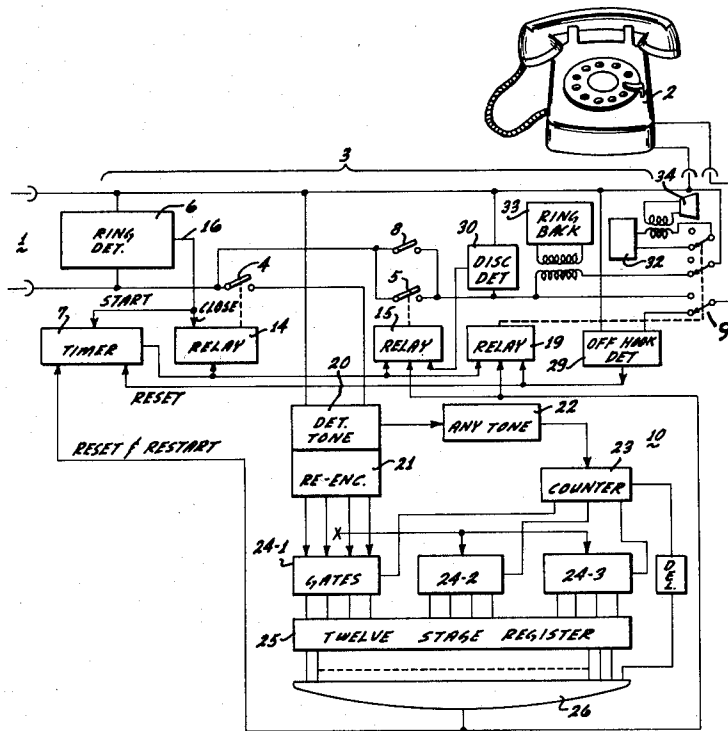 2
3
34
6
RING
DET.
16
1
8
30
33
RING
BACK
DISC
DET
32
4
5
START
CLOSE
7
TIMER
14
RELAY
15
RELAY
RELAY
19
29
OFF HOOK
DET
9
20
RESET
DET.
TONE
22
ANY TONE
10
23
COUNTER
RESET & RESTART
21
RE-ENC.
X
24-1
GATES
24-2
24-3
DEL.
25
TWELVE STAGE REGISTER
26